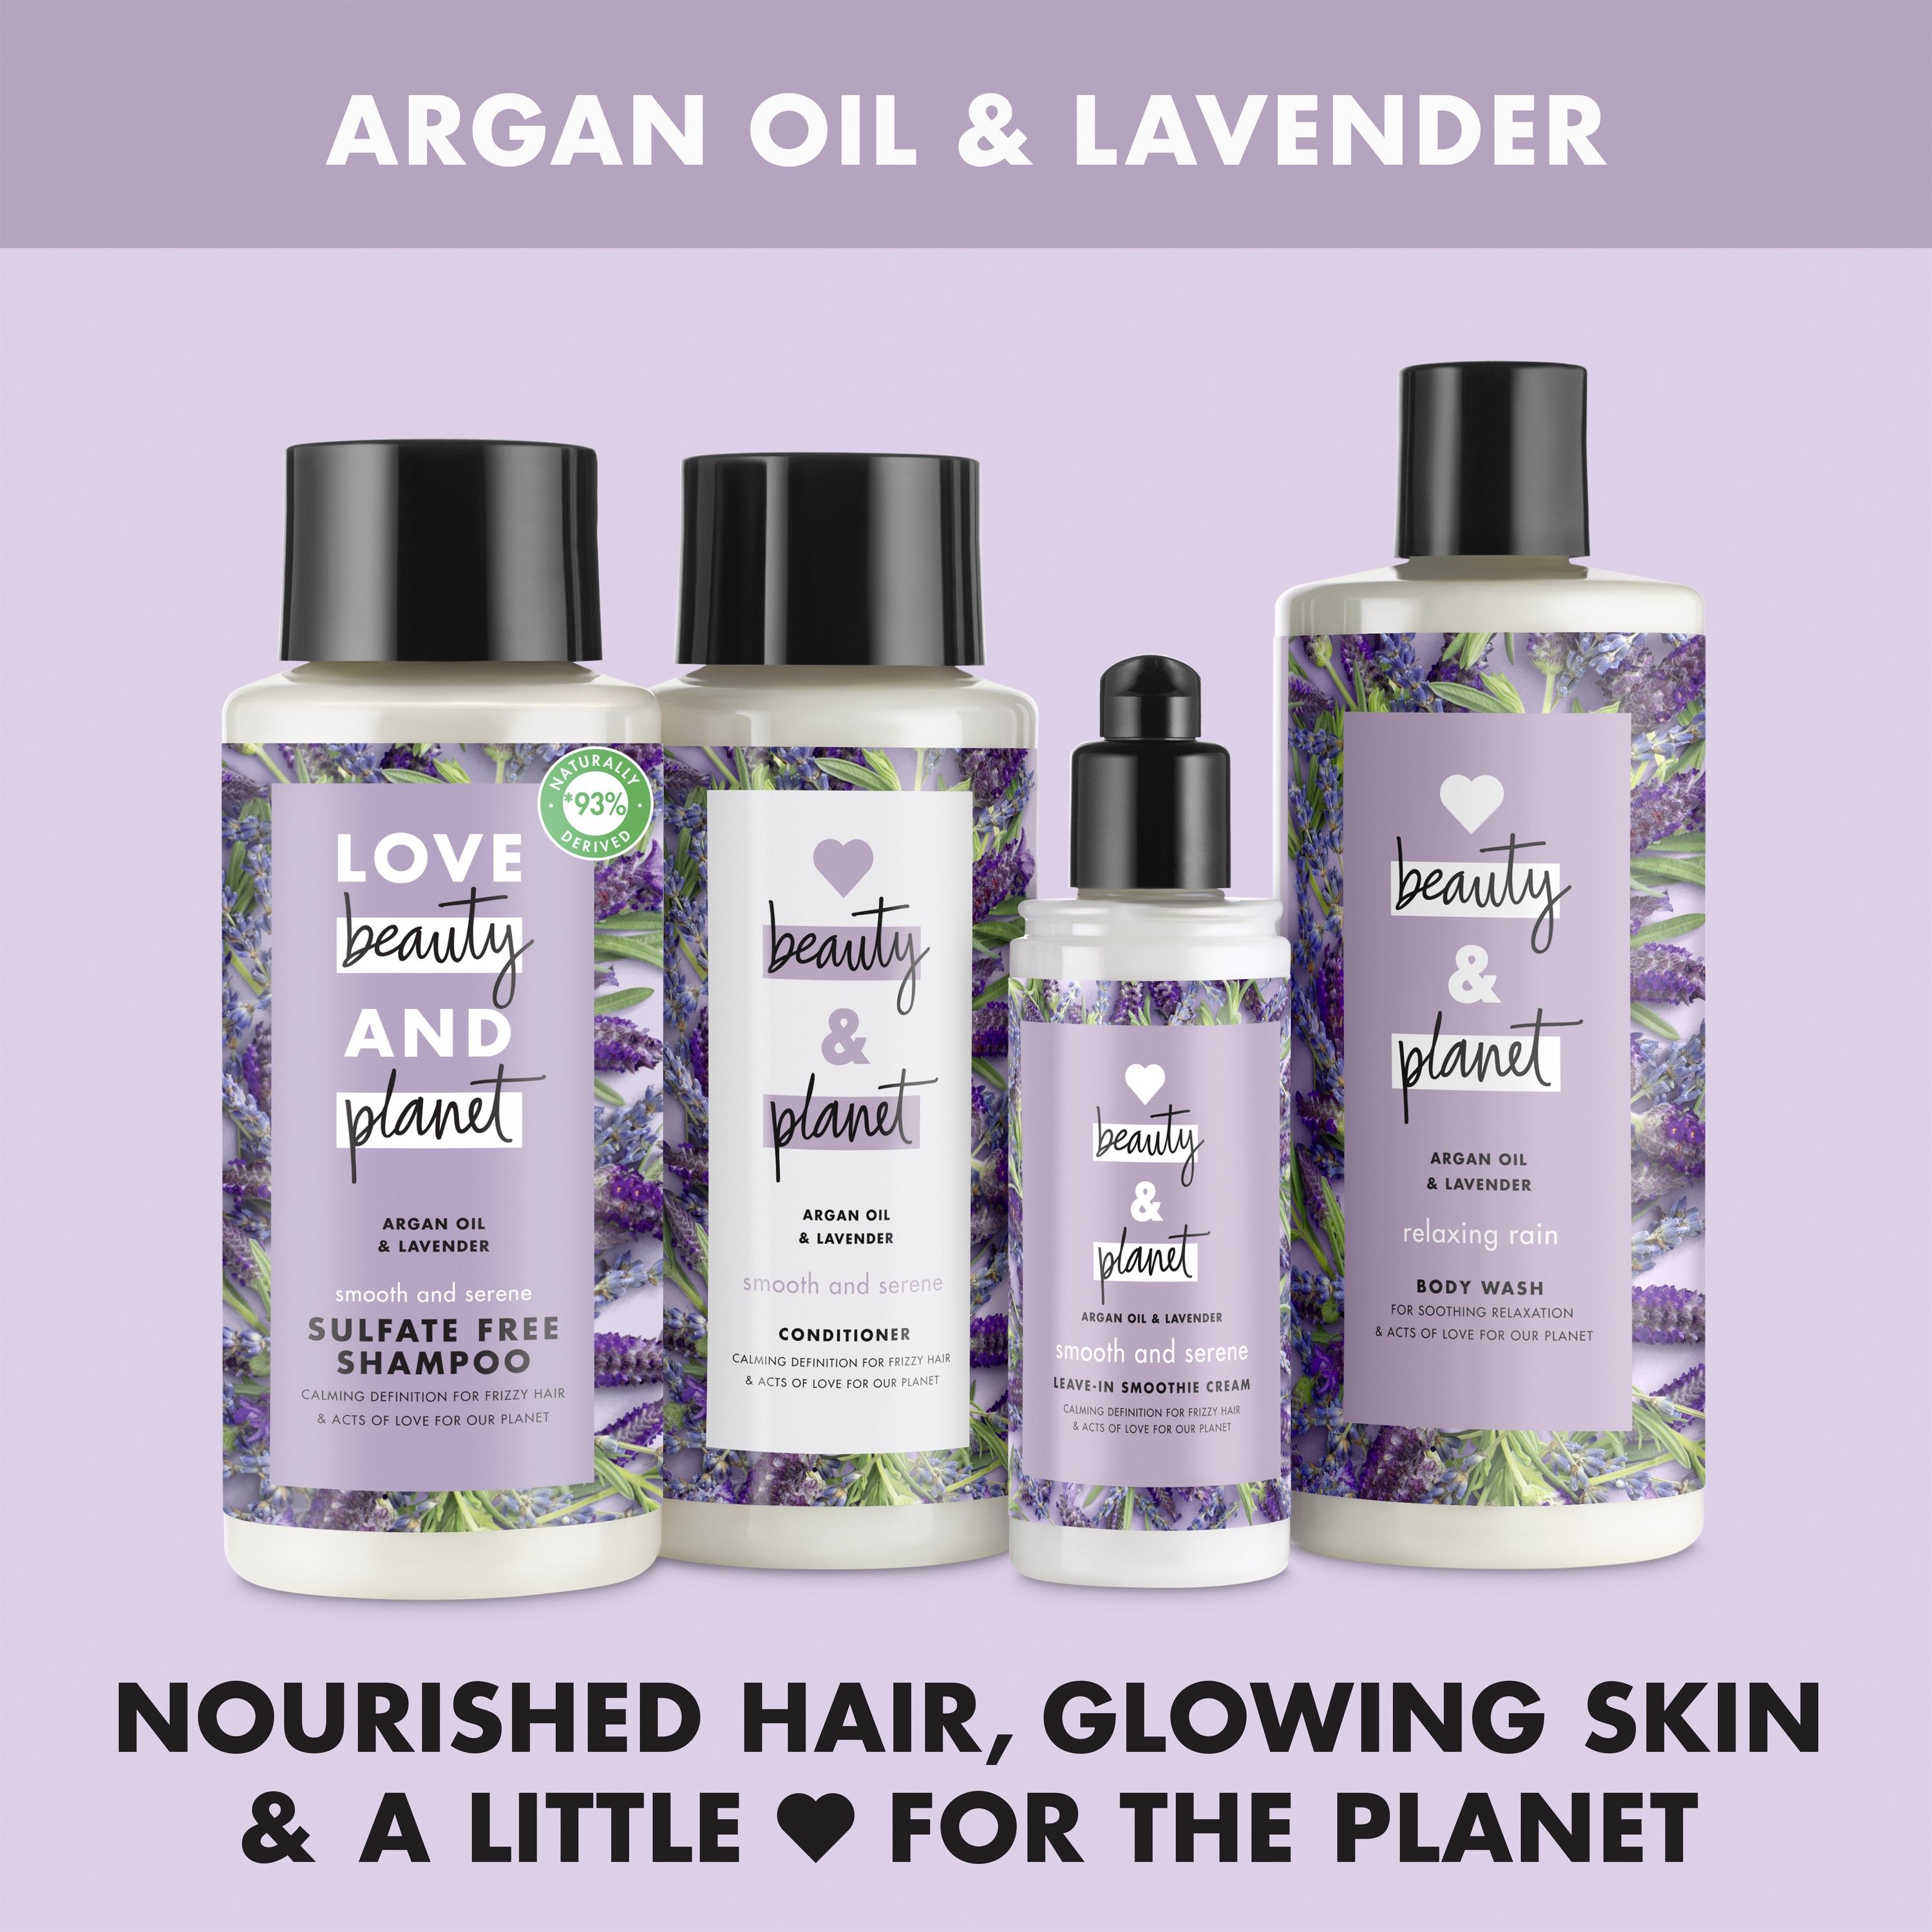 ARGAN OIL & LAVENDER
NATURALLY
*93%
DERIVED
LOVE
beauty
AND
planet
ARGAN OIL
& LAVENDER
smooth and serene
SULFATE FREE
SHAMPOO
CALMING DEFINITION FOR FRIZZY HAIR
& ACTS OF LOVE FOR OUR PLANET
beauty
&
planet
ARGAN OIL
& LAVENDER
smooth and serene
CONDITIONER
CALMING DEFINITION FOR FRIZZY HAIR
& ACTS OF LOVE FOR OUR PLANET
beauty
&
planet
ARGAN OIL & LAVENDER
smooth and serene
LEAVE-IN SMOOTHIE CREAM
CALMING DEFINITION FOR FRIZZY HAIR
& ACTS OF LOVE FOR OUR PLANET
beauty
&
planet
ARGAN OIL
& LAVENDER
relaxing rain
BODY WASH
FOR SOOTHING RELAXATION
& ACTS OF LOVE FOR OUR PLANET
NOURISHED HAIR, GLOWING SKIN
& A LITTLE ♥ FOR THE PLANET